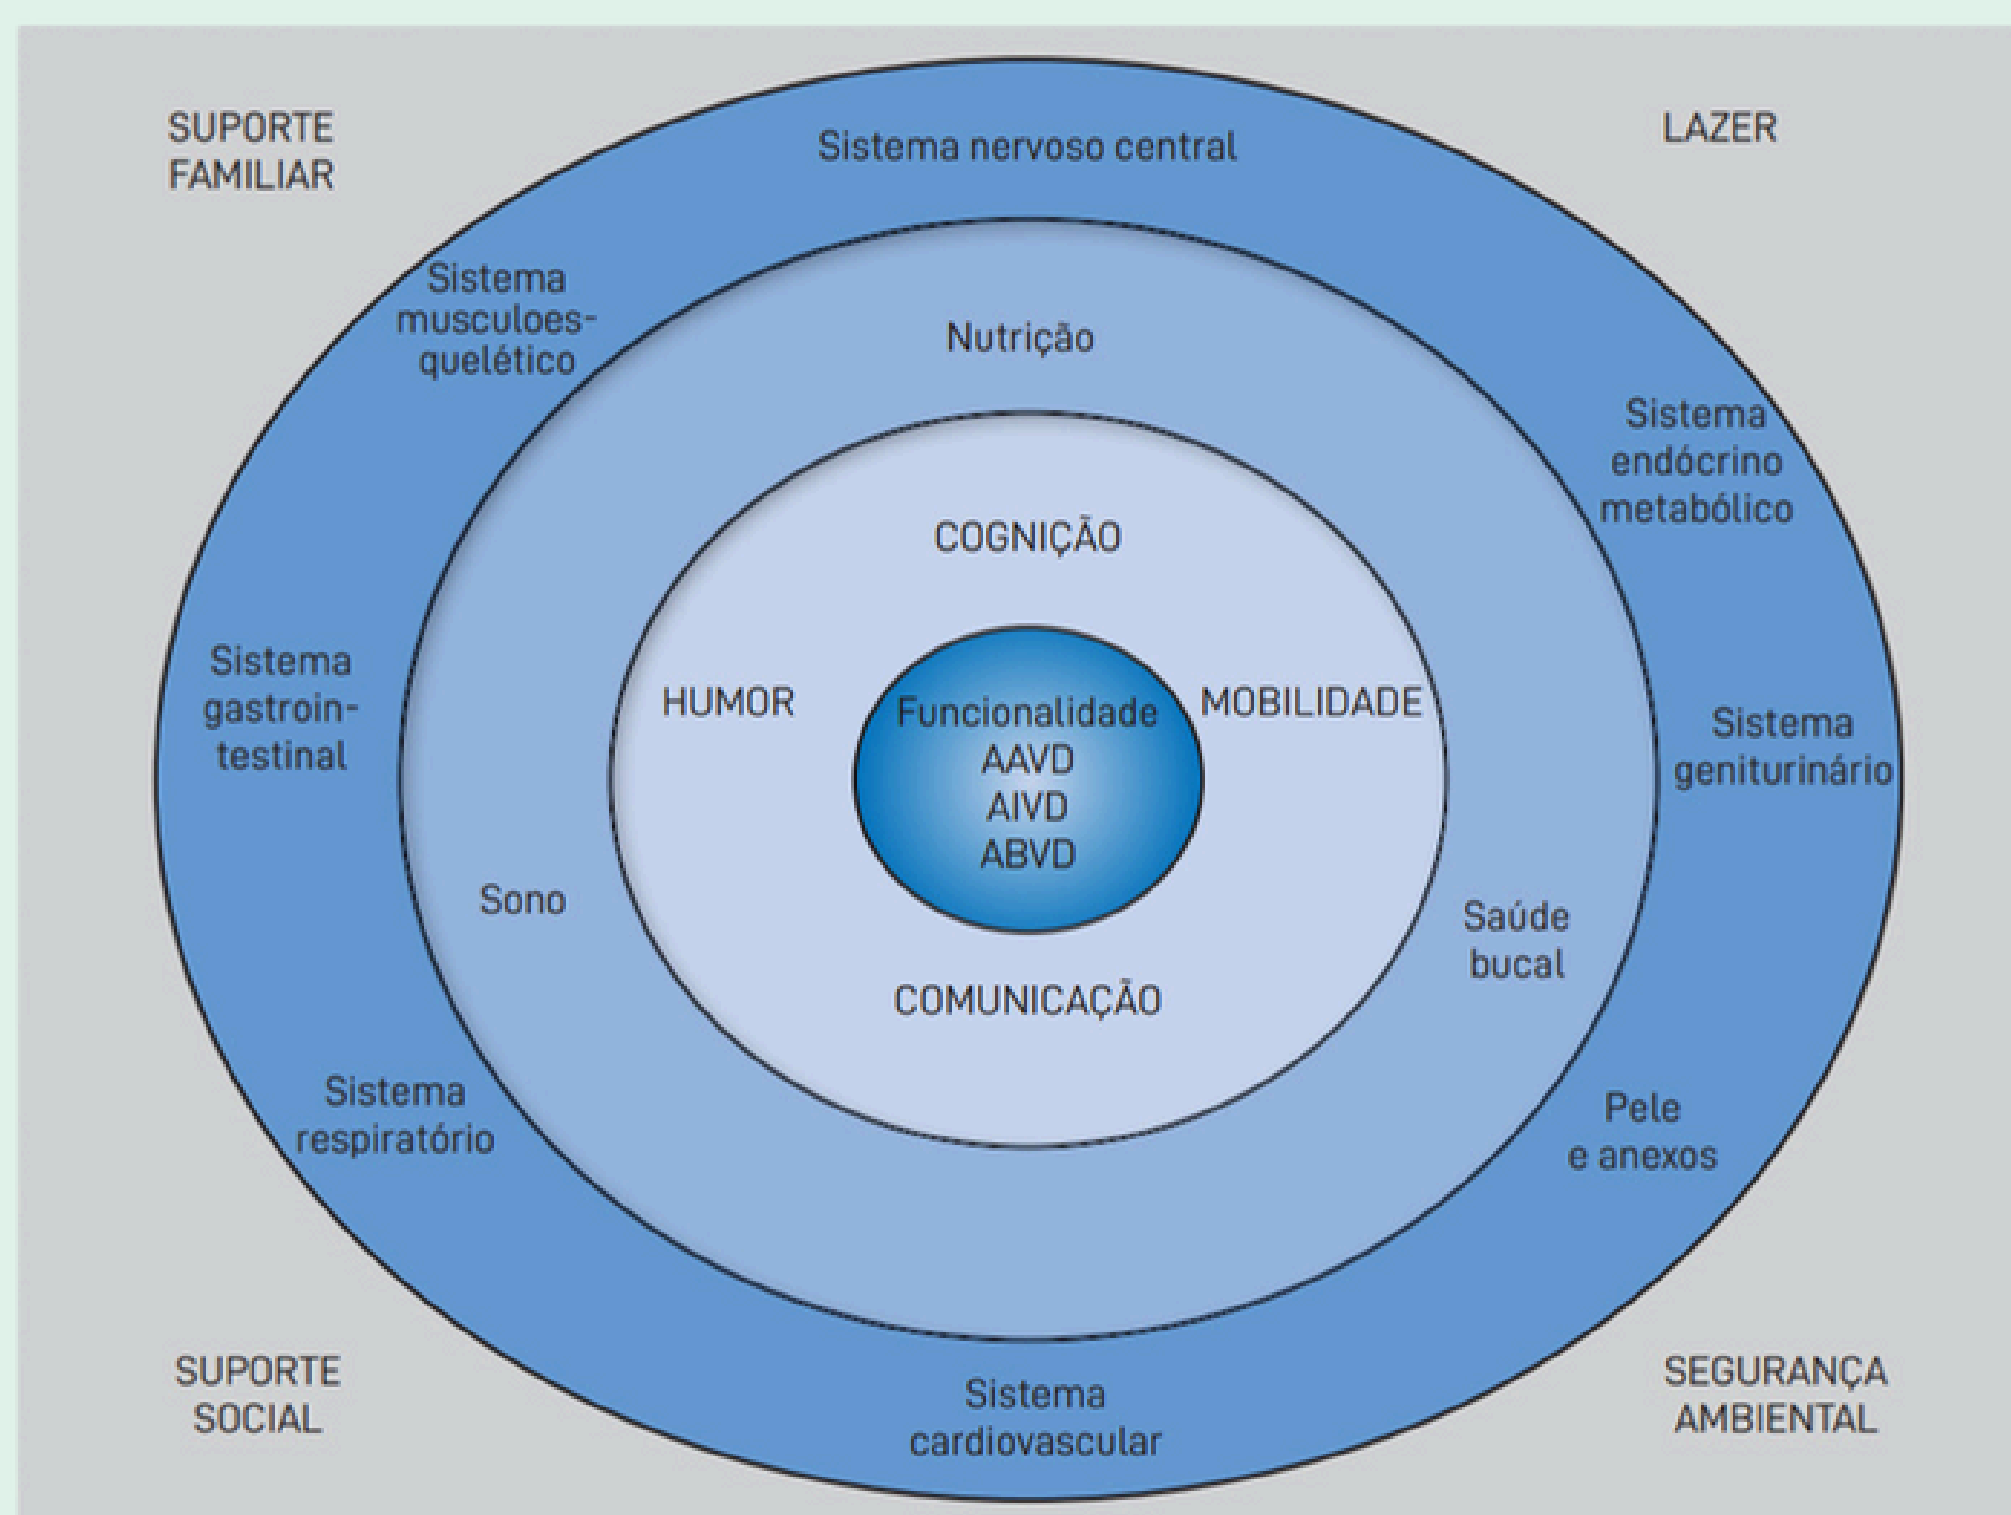 SUPORTE
FAMILIAR
LAZER
Sistema nervoso central
Sistema
musculoes-
quelético
Nutrição
Sistema
endócrino
metabólico
COGNIÇÃO
Sistema
gastroin-
testinal
HUMOR
Funcionalidade
AAVD
AIVD
ABVD
MOBILIDADE
Sistema
geniturinário
Sono
Saúde
bucal
COMUNICAÇÃO
Sistema
respiratório
Pele
e anexos
SUPORTE
SOCIAL
Sistema
cardiovascular
SEGURANÇA
AMBIENTAL